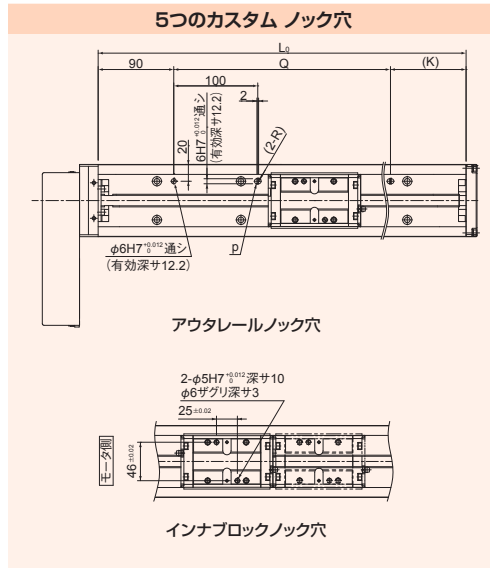 5つのカスタム ノック穴
L0
90
Q
(K)
100
2
20
6H7 +0.012 0 通シ
(有効深サ12.2)
(2-R)
φ6H7 +0.012 0 通シ
(有効深サ12.2)
p
アウタレールノック穴
2-φ5H7 +0.012 0 深サ10
φ6ザグリ深サ3
25±0.02
モータ側
46±0.02
インナブロックノック穴